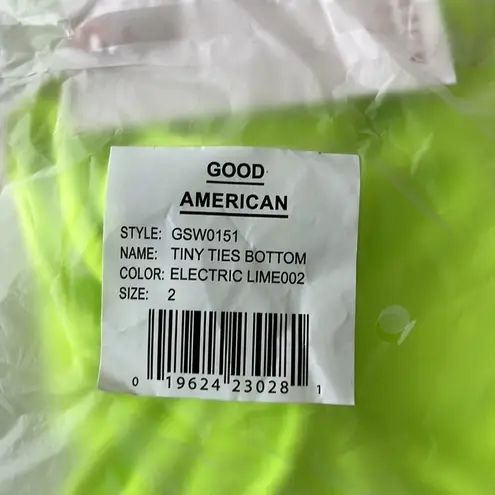 GOOD
AMERICAN
STYLE: GSW0151
NAME: TINY TIES BOTTOM
COLOR: ELECTRIC LIME002
SIZE: 2
0 19624 23028 1